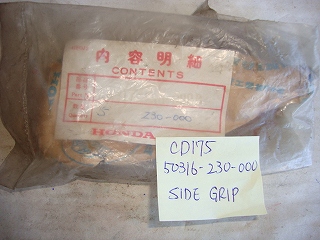 内容明細
CONTENTS
230-000
HONDA
CD175
50316-230-000
SIDE GRIP